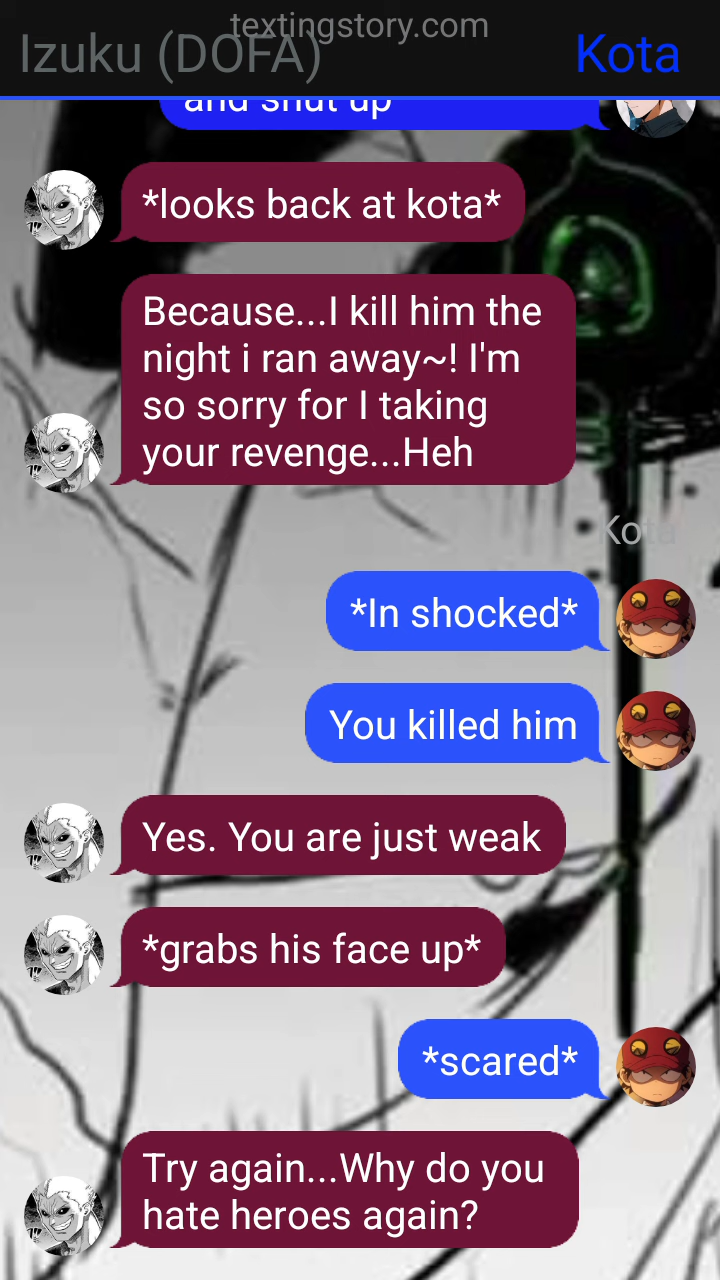 textingstory.com
Izuku (DOFA)
Kota
and shut up
*looks back at kota*
Because...I kill him the
night i ran away~! I'm
so sorry for I taking
your revenge...Heh
Kota
*In shocked*
You killed him
Yes. You are just weak
*grabs his face up*
*scared*
Try again...Why do you
hate heroes again?